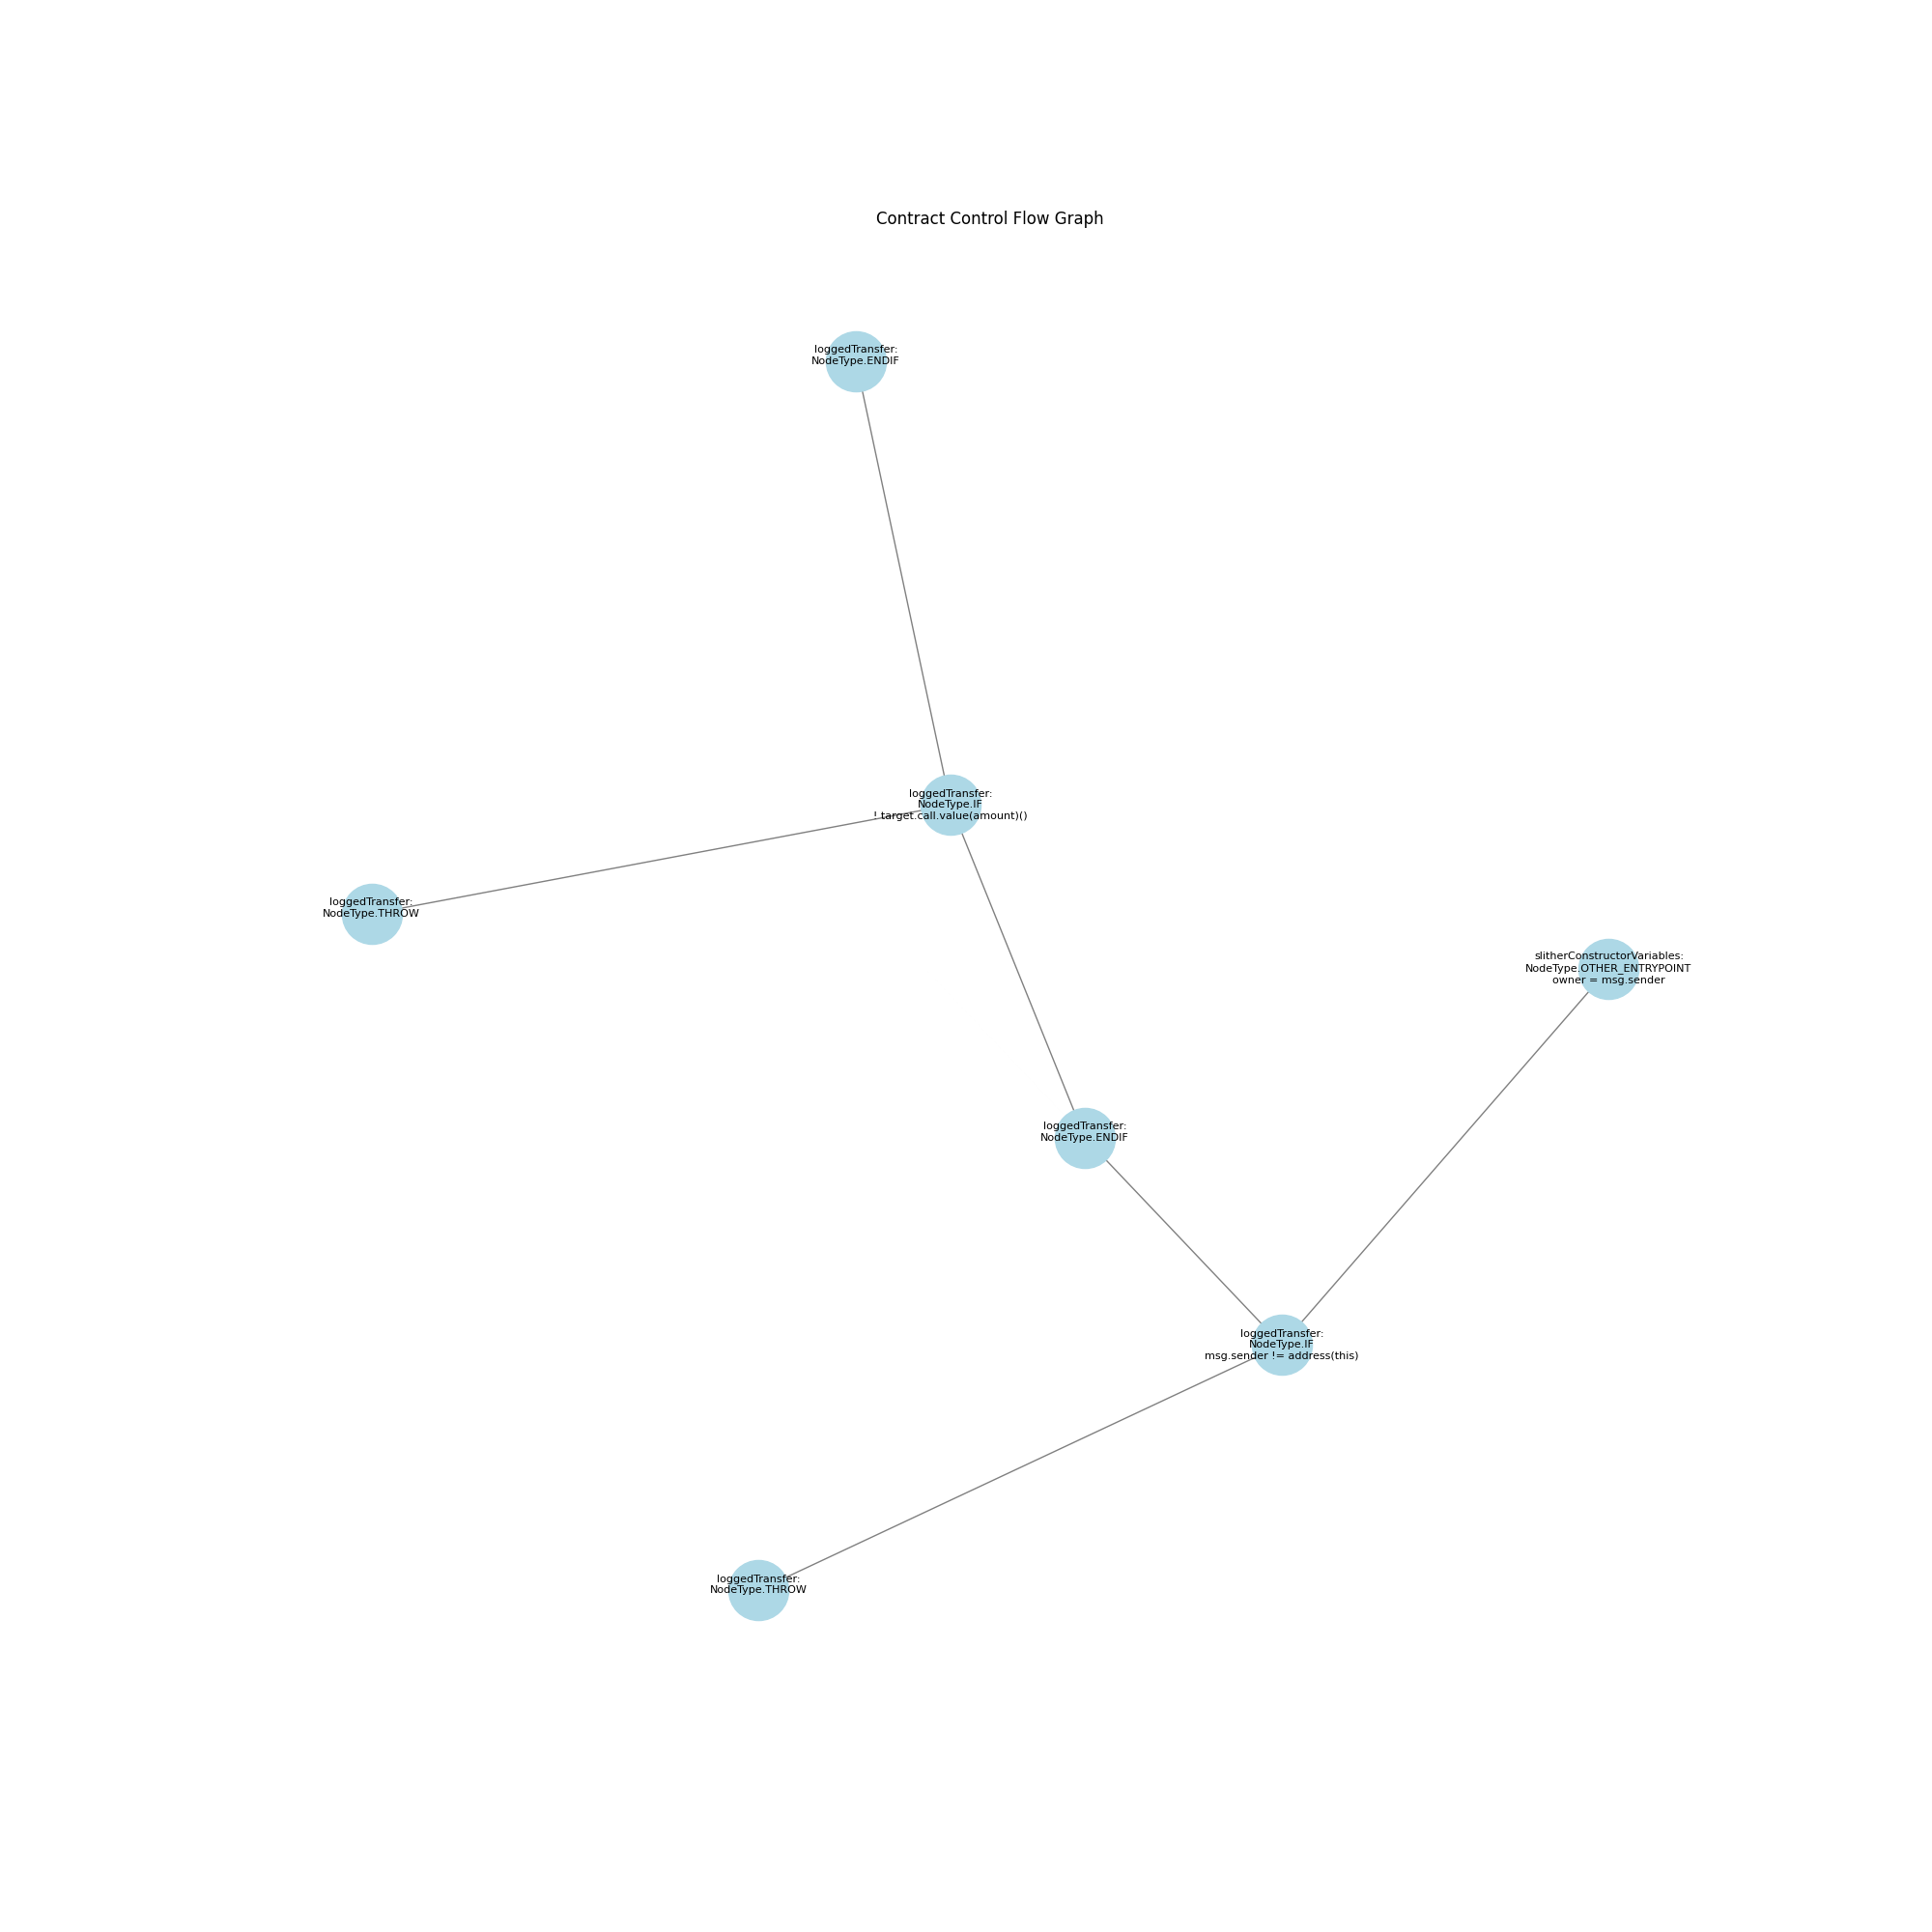 Contract Control Flow Graph
loggedTransfer:
NodeType.ENDIF
loggedTransfer:
NodeType.IF
! target.call.value(amount)()
loggedTransfer:
NodeType.THROW
slitherConstructorVariables:
NodeType.OTHER_ENTRYPOINT
owner = msg.sender
loggedTransfer:
NodeType.ENDIF
loggedTransfer:
NodeType.IF
msg.sender != address(this)
loggedTransfer:
NodeType.THROW